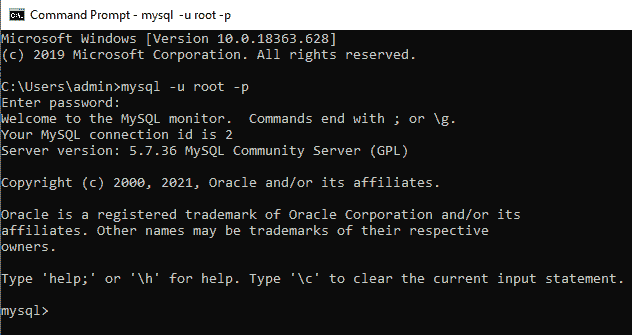 Command Prompt - mysql -u root -p
Microsoft Windows [Version 10.0.18363.628]
(c) 2019 Microsoft Corporation. All rights reserved.
C:\Users\admin>mysql -u root -p
Enter password:
Welcome to the MySQL monitor.  Commands end with ; or \g.
Your MySQL connection id is 2
Server version: 5.7.36 MySQL Community Server (GPL)
Copyright (c) 2000, 2021, Oracle and/or its affiliates.
Oracle is a registered trademark of Oracle Corporation and/or its
affiliates. Other names may be trademarks of their respective
owners.
Type 'help;' or '\h' for help. Type '\c' to clear the current input statement.
mysql>